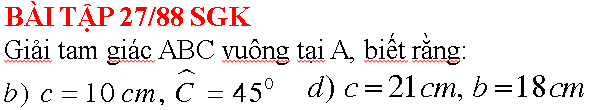 BÀI TẬP 27/88 SGK
Giải tam giác ABC vuông tại A, biết rằng:
b) c = 10 cm, Ĉ = 45⁰ d) c = 21cm, b = 18cm